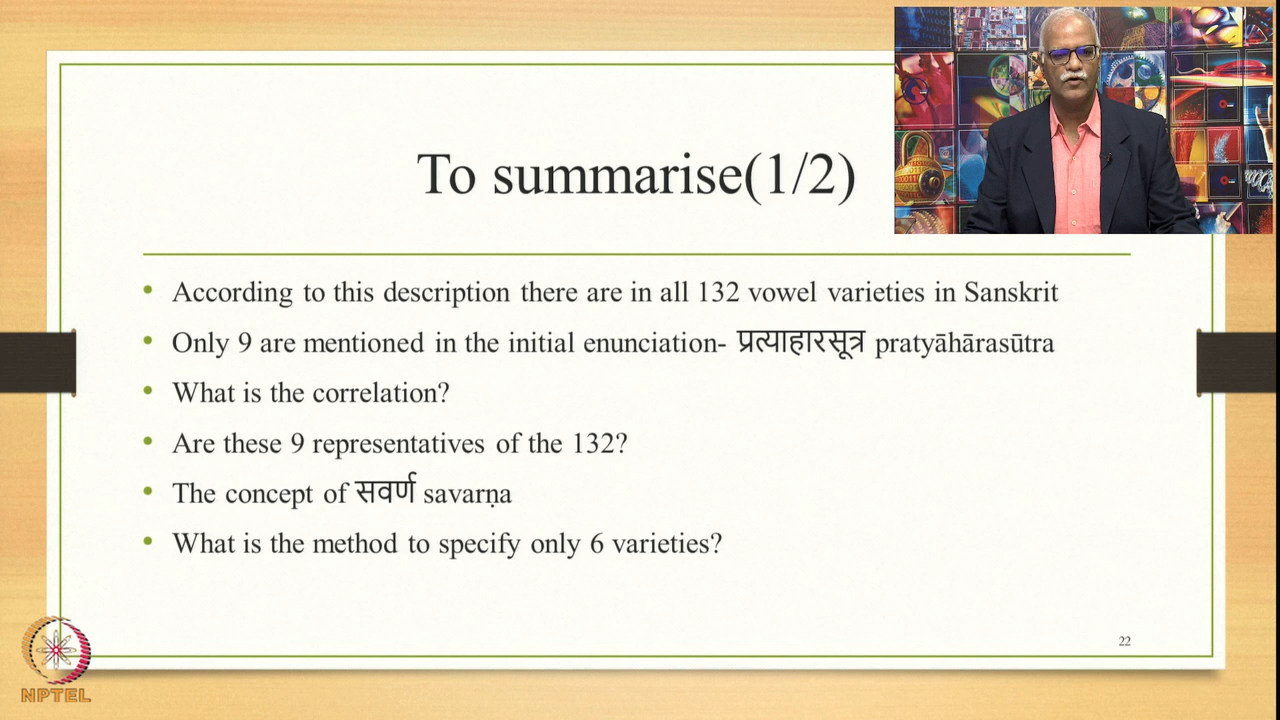 To summarise(1/2)
• According to this description there are in all 132 vowel varieties in Sanskrit
• Only 9 are mentioned in the initial enunciation- प्रत्याहारसूत्र pratyāhārasūtra
• What is the correlation?
• Are these 9 representatives of the 132?
• The concept of सवर्ण savarṇa
• What is the method to specify only 6 varieties?
22
NPTEL